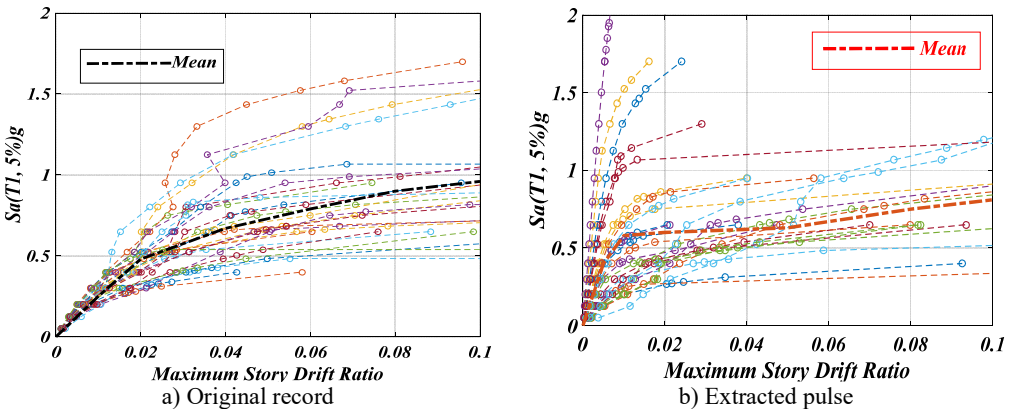 2
1.5
1
0.5
0
Sa(T1, 5%)g
Mean
0
0.02
0.04
0.06
0.08
0.1
Maximum Story Drift Ratio
a) Original record
2
1.5
1
0.5
0
Sa(T1, 5%)g
Mean
0
0.02
0.04
0.06
0.08
0.1
Maximum Story Drift Ratio
b) Extracted pulse